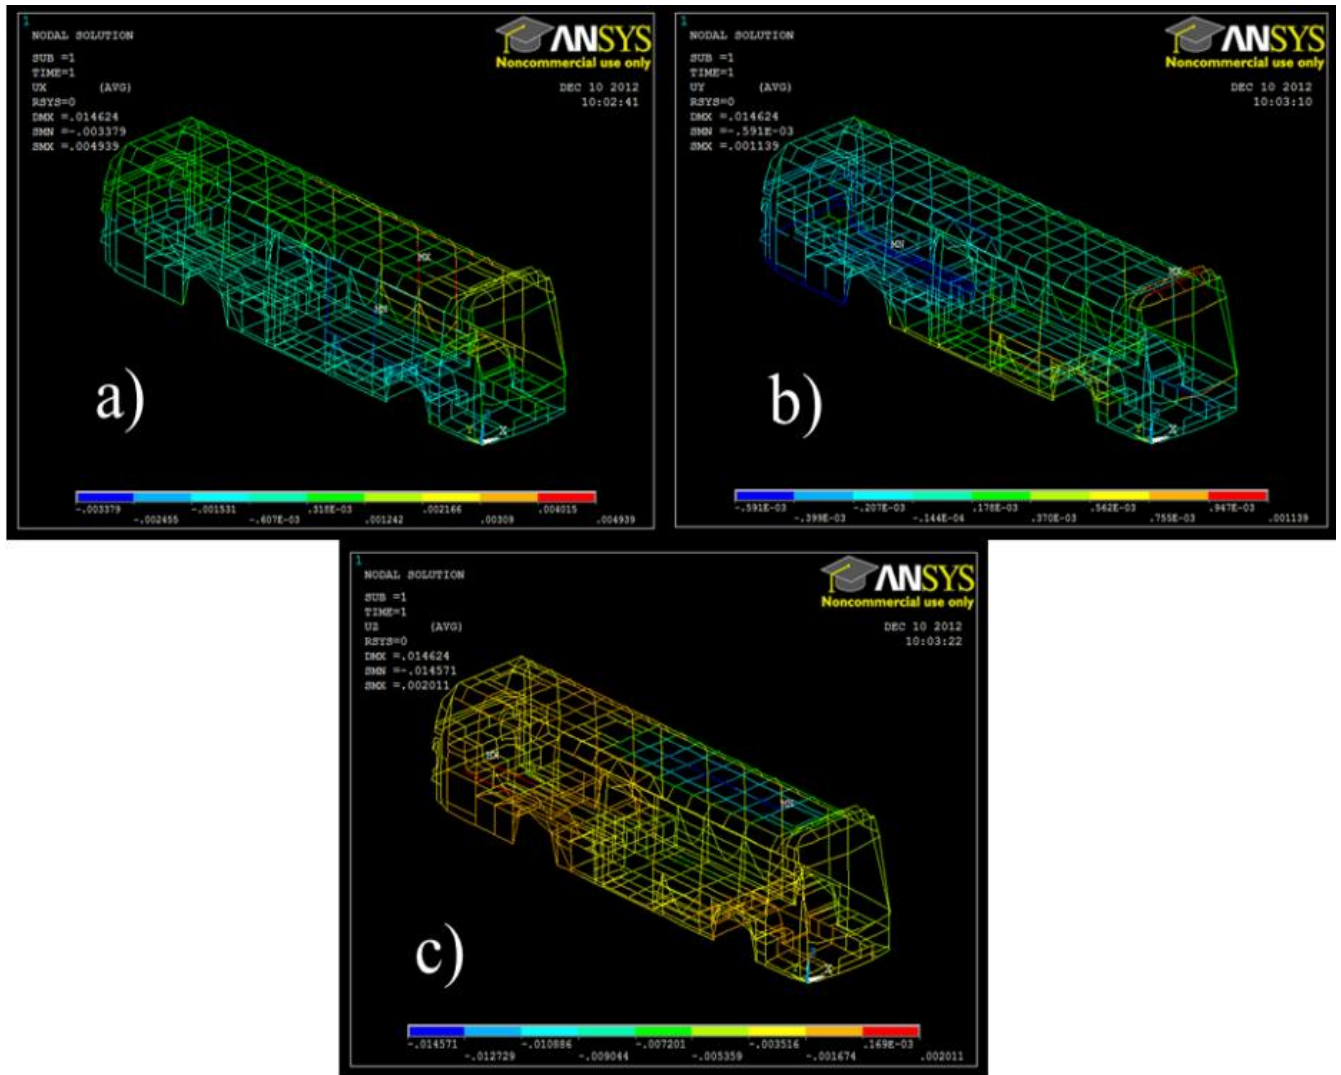 1
NODAL SOLUTION
SUB =1
TIME=1
UX (AVG)
RSYS=0
DMX =.014624
SMN =-.003379
SMX =.004939
ANSYS
Noncommercial use only
DEC 10 2012
10:02:41
MX
MN
a)
Y X
-.003379 -.001531 .318E-03 .002166 .004015
-.002455 -.607E-03 .001242 .00309 .004939
1
NODAL SOLUTION
SUB =1
TIME=1
UY (AVG)
RSYS=0
DMX =.014624
SMN =-.591E-03
SMX =.001139
ANSYS
Noncommercial use only
DEC 10 2012
10:03:10
MN
MX
b)
Y X
-.591E-03 -.207E-03 .178E-03 .562E-03 .947E-03
-.399E-03 -.144E-04 .370E-03 .755E-03 .001139
1
NODAL SOLUTION
SUB =1
TIME=1
UZ (AVG)
RSYS=0
DMX =.014624
SMN =-.014571
SMX =.002011
ANSYS
Noncommercial use only
DEC 10 2012
10:03:22
MX
MN
c)
Y X
-.014571 -.010886 -.007201 -.003516 .169E-03
-.012729 -.009044 -.005359 -.001674 .002011